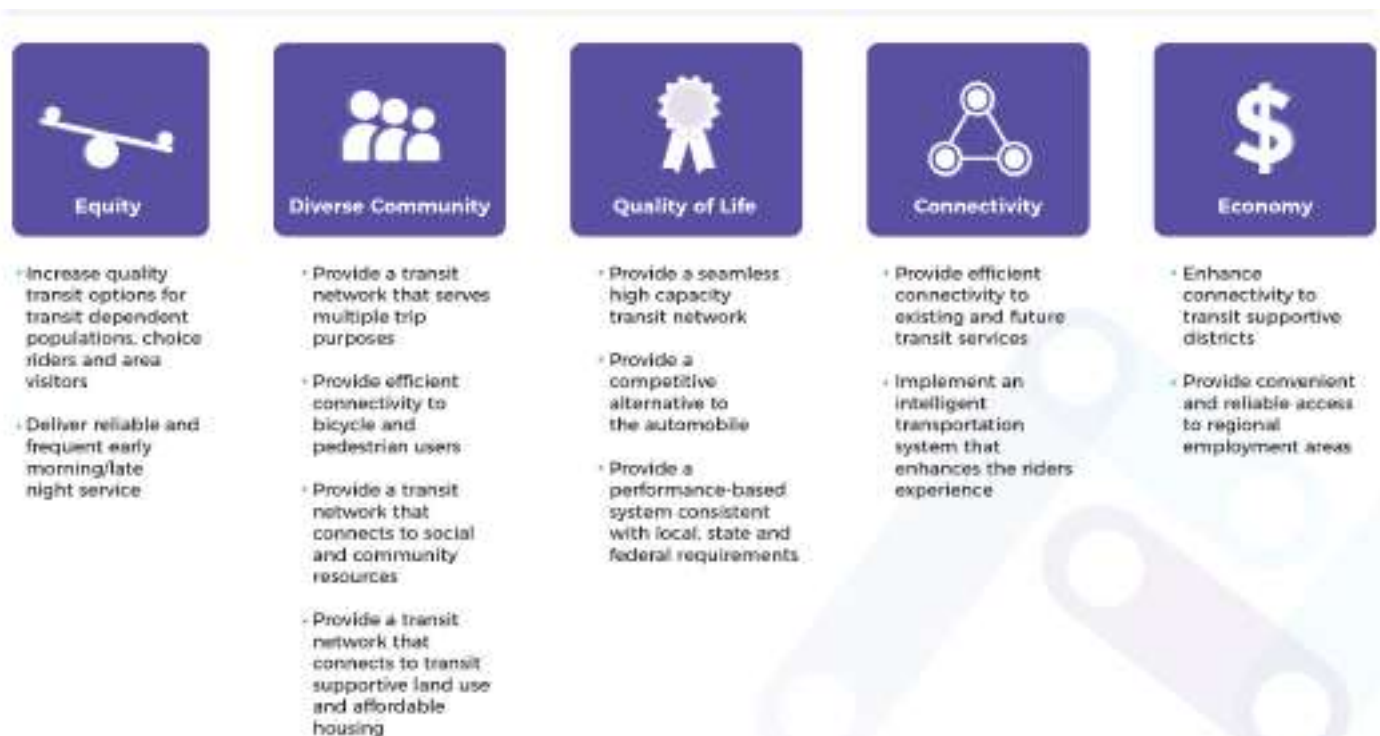 Equity
• Increase quality
transit options for
transit dependent
populations, choice
riders and area
visitors
• Deliver reliable and
frequent early
morning/late
night service
Diverse Community
• Provide a transit
network that serves
multiple trip
purposes
• Provide efficient
connectivity to
bicycle and
pedestrian users
• Provide a transit
network that
connects to social
and community
resources
• Provide a transit
network that
connects to transit
supportive land use
and affordable
housing
Quality of Life
• Provide a seamless
high capacity
transit network
• Provide a
competitive
alternative to
the automobile
• Provide a
performance-based
system consistent
with local, state and
federal requirements
Connectivity
• Provide efficient
connectivity to
existing and future
transit services
• Implement an
intelligent
transportation
system that
enhances the riders
experience
$
Economy
• Enhance
connectivity to
transit supportive
districts
• Provide convenient
and reliable access
to regional
employment areas